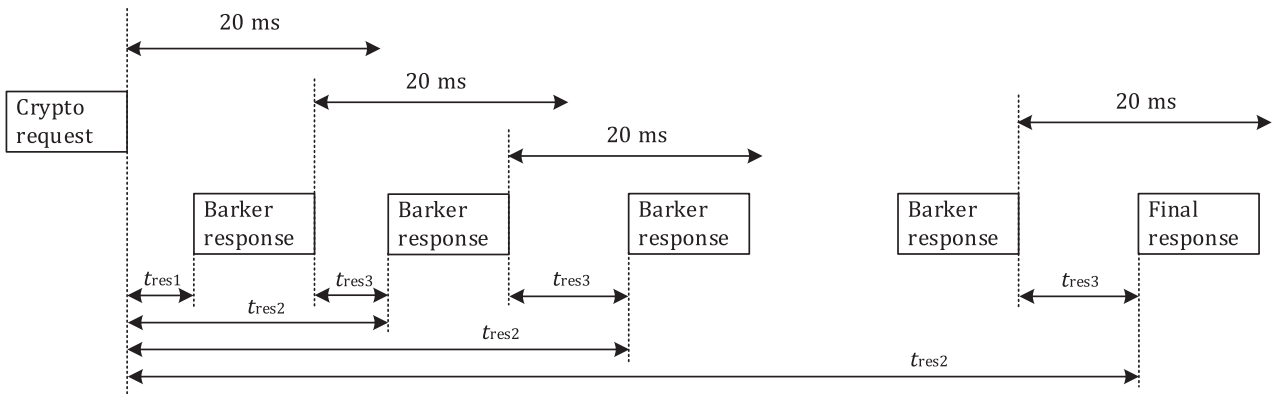 20 ms
20 ms
20 ms
20 ms
Crypto
request
Barker
response
Barker
response
Barker
response
Barker
response
Final
response
tres1
tres3
tres3
tres3
tres2
tres2
tres2